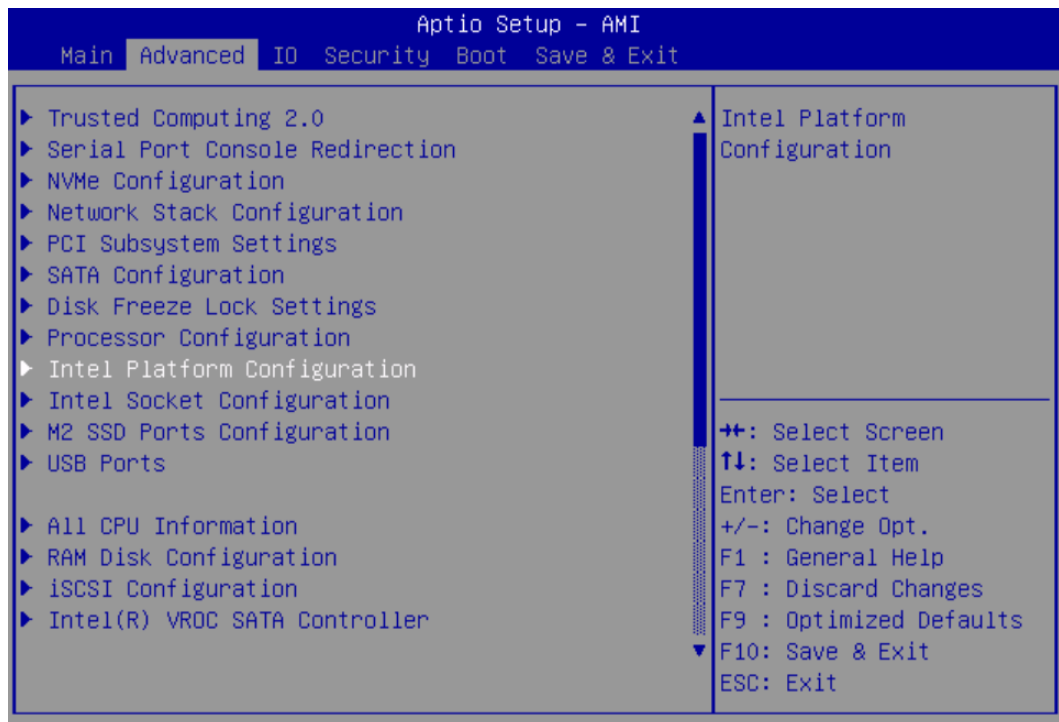 Aptio Setup – AMI
Main Advanced IO Security Boot Save & Exit
Trusted Computing 2.0
Serial Port Console Redirection
NVMe Configuration
Network Stack Configuration
PCI Subsystem Settings
SATA Configuration
Disk Freeze Lock Settings
Processor Configuration
Intel Platform Configuration
Intel Socket Configuration
M2 SSD Ports Configuration
USB Ports
All CPU Information
RAM Disk Configuration
iSCSI Configuration
Intel(R) VROC SATA Controller
Intel Platform
Configuration
→←: Select Screen
↑↓: Select Item
Enter: Select
+/-: Change Opt.
F1 : General Help
F7 : Discard Changes
F9 : Optimized Defaults
F10: Save & Exit
ESC: Exit